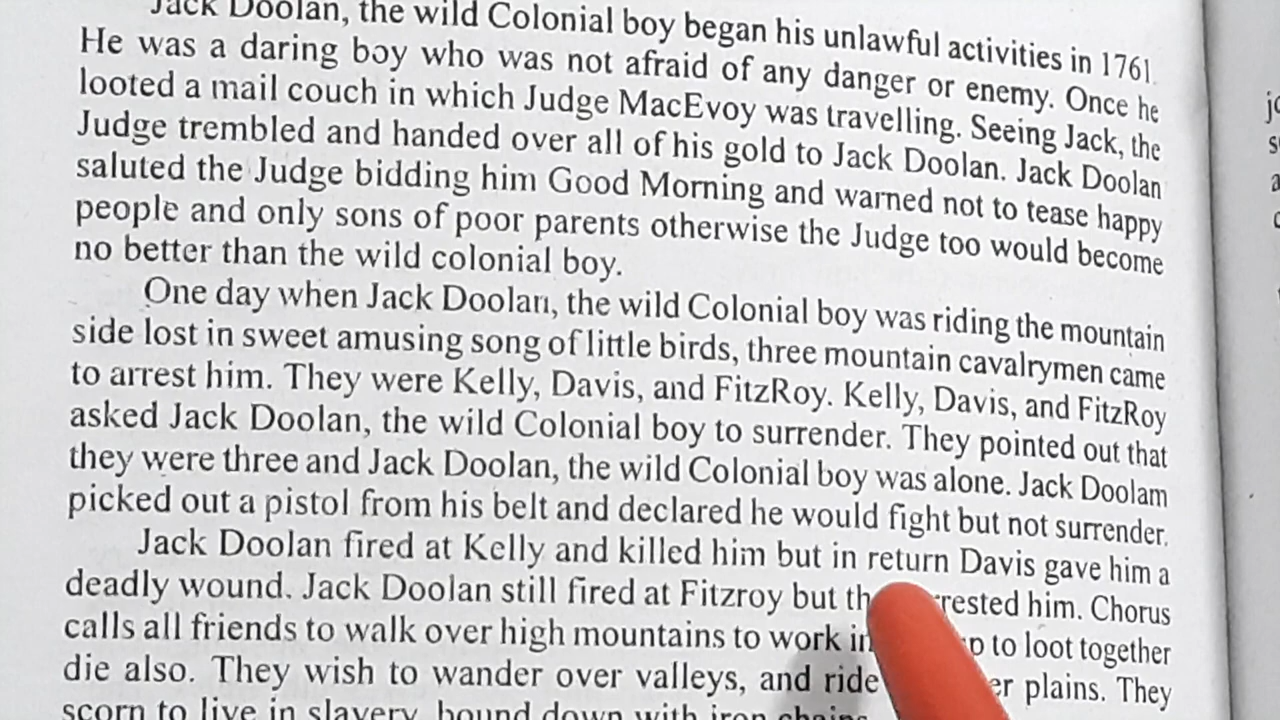 Jack Doolan, the wild Colonial boy began his unlawful activities in 1761.
He was a daring boy who was not afraid of any danger or enemy. Once he
looted a mail couch in which Judge MacEvoy was travelling. Seeing Jack, the
Judge trembled and handed over all of his gold to Jack Doolan. Jack Doolan
saluted the Judge bidding him Good Morning and warned not to tease happy
people and only sons of poor parents otherwise the Judge too would become
no better than the wild colonial boy.
One day when Jack Doolan, the wild Colonial boy was riding the mountain
side lost in sweet amusing song of little birds, three mountain cavalrymen came
to arrest him. They were Kelly, Davis, and FitzRoy. Kelly, Davis, and FitzRoy
asked Jack Doolan, the wild Colonial boy to surrender. They pointed out that
they were three and Jack Doolan, the wild Colonial boy was alone. Jack Doolam
picked out a pistol from his belt and declared he would fight but not surrender.
Jack Doolan fired at Kelly and killed him but in return Davis gave him a
deadly wound. Jack Doolan still fired at Fitzroy but him. Chorus
calls all friends to walk over high mountains to work to loot together
die also. They wish to wander over valleys, and ride plains. They
scorn to live in slavery, bound down with iron chains.